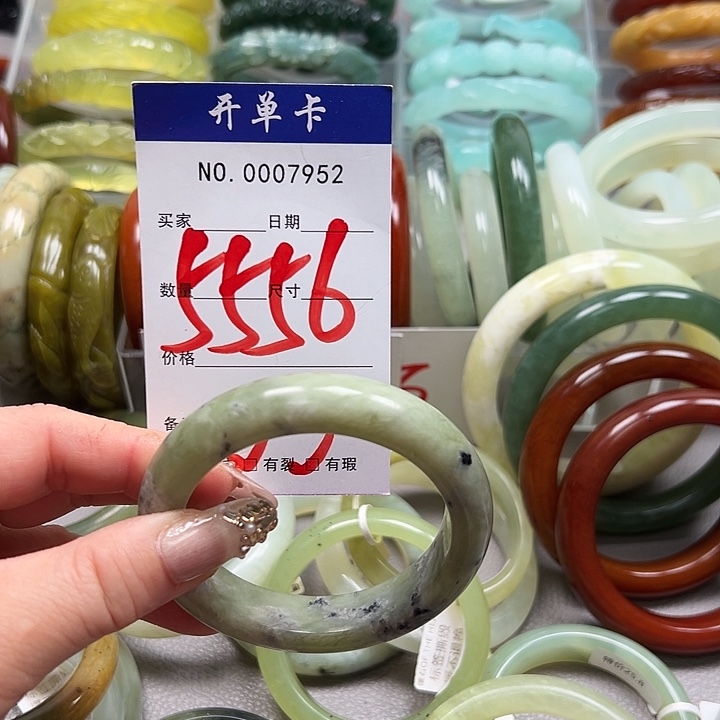 开单卡
NO.0007952
买家 日期
5556
数量 尺寸
价格
备
□有裂 □有瑕